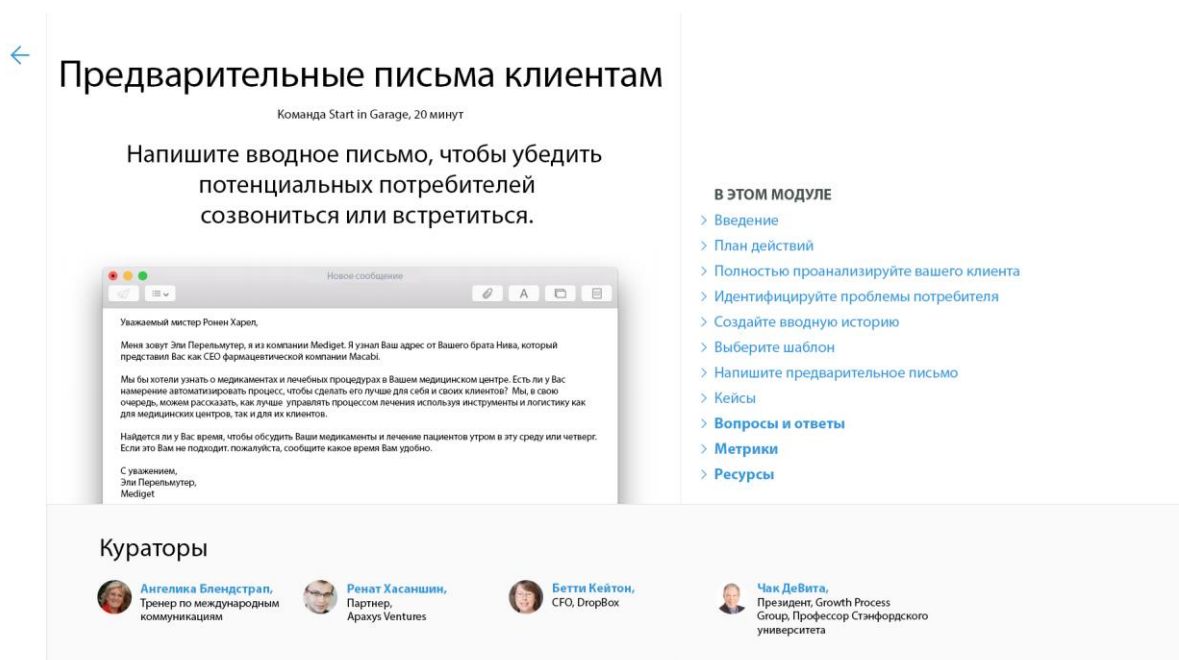 Предварительные письма клиентам
Команда Start in Garage, 20 минут
Напишите вводное письмо, чтобы убедить
потенциальных потребителей
созвониться или встретиться.
Новое сообщение
A
Уважаемый мистер Ронен Харел,
Меня зовут Эли Перельмутер, я из компании Mediget. Я узнал Ваш адрес от Вашего брата Нива, который
представил Вас как CEO фармацевтической компании Macabi.
Мы бы хотели узнать о медикаментах и лечебных процедурах в Вашем медицинском центре. Есть ли у Вас
намерение автоматизировать процесс, чтобы сделать его лучше для себя и своих клиентов? Мы, в свою
очередь, можем рассказать, как лучше управлять процессом лечения используя инструменты и логистику как
для медицинских центров, так и для их клиентов.
Найдется ли у Вас время, чтобы обсудить Ваши медикаменты и лечение пациентов утром в эту среду или четверг.
Если это Вам не подходит. пожалуйста, сообщите какое время Вам удобно.
С уважением,
Эли Перельмутер,
Mediget
В ЭТОМ МОДУЛЕ
Введение
План действий
Полностью проанализируйте вашего клиента
Идентифицируйте проблемы потребителя
Создайте вводную историю
Выберите шаблон
Напишите предварительное письмо
Кейсы
Вопросы и ответы
Метрики
Ресурсы
Кураторы
Ангелика Блендстрап,
Тренер по международным
коммуникациям
Ренат Хасаншин,
Партнер,
Apaxys Ventures
Бетти Кейтон,
CFO, DropBox
Чак ДеВита,
Президент, Growth Process
Group, Профессор Стэнфордского
университета